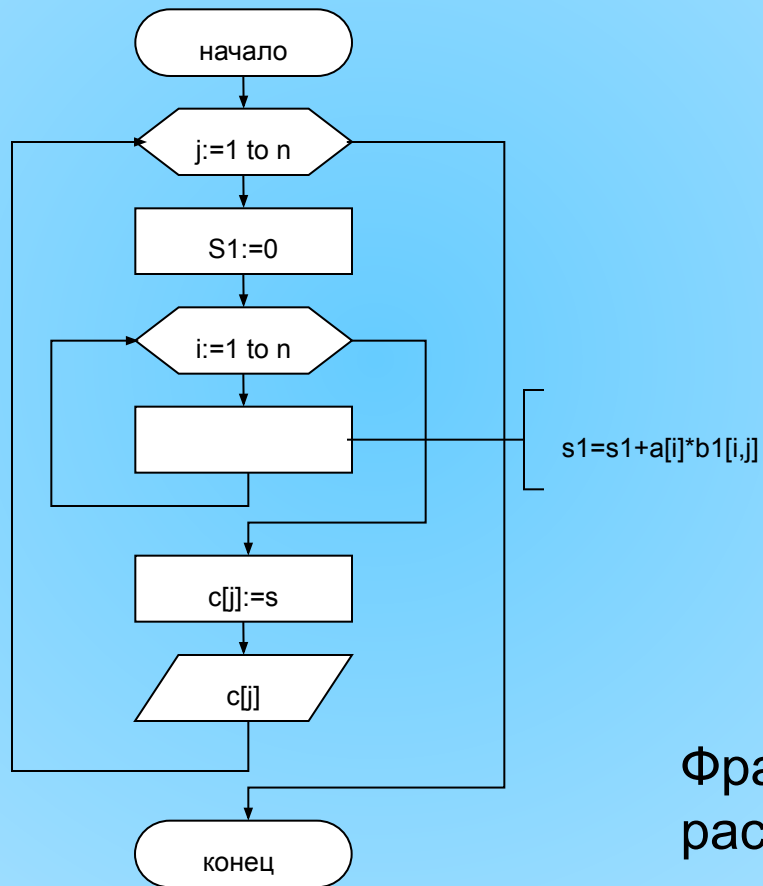 начало
j:=1 to n
S1:=0
i:=1 to n
s1=s1+a[i]*b1[i,j]
c[j]:=s
c[j]
конец